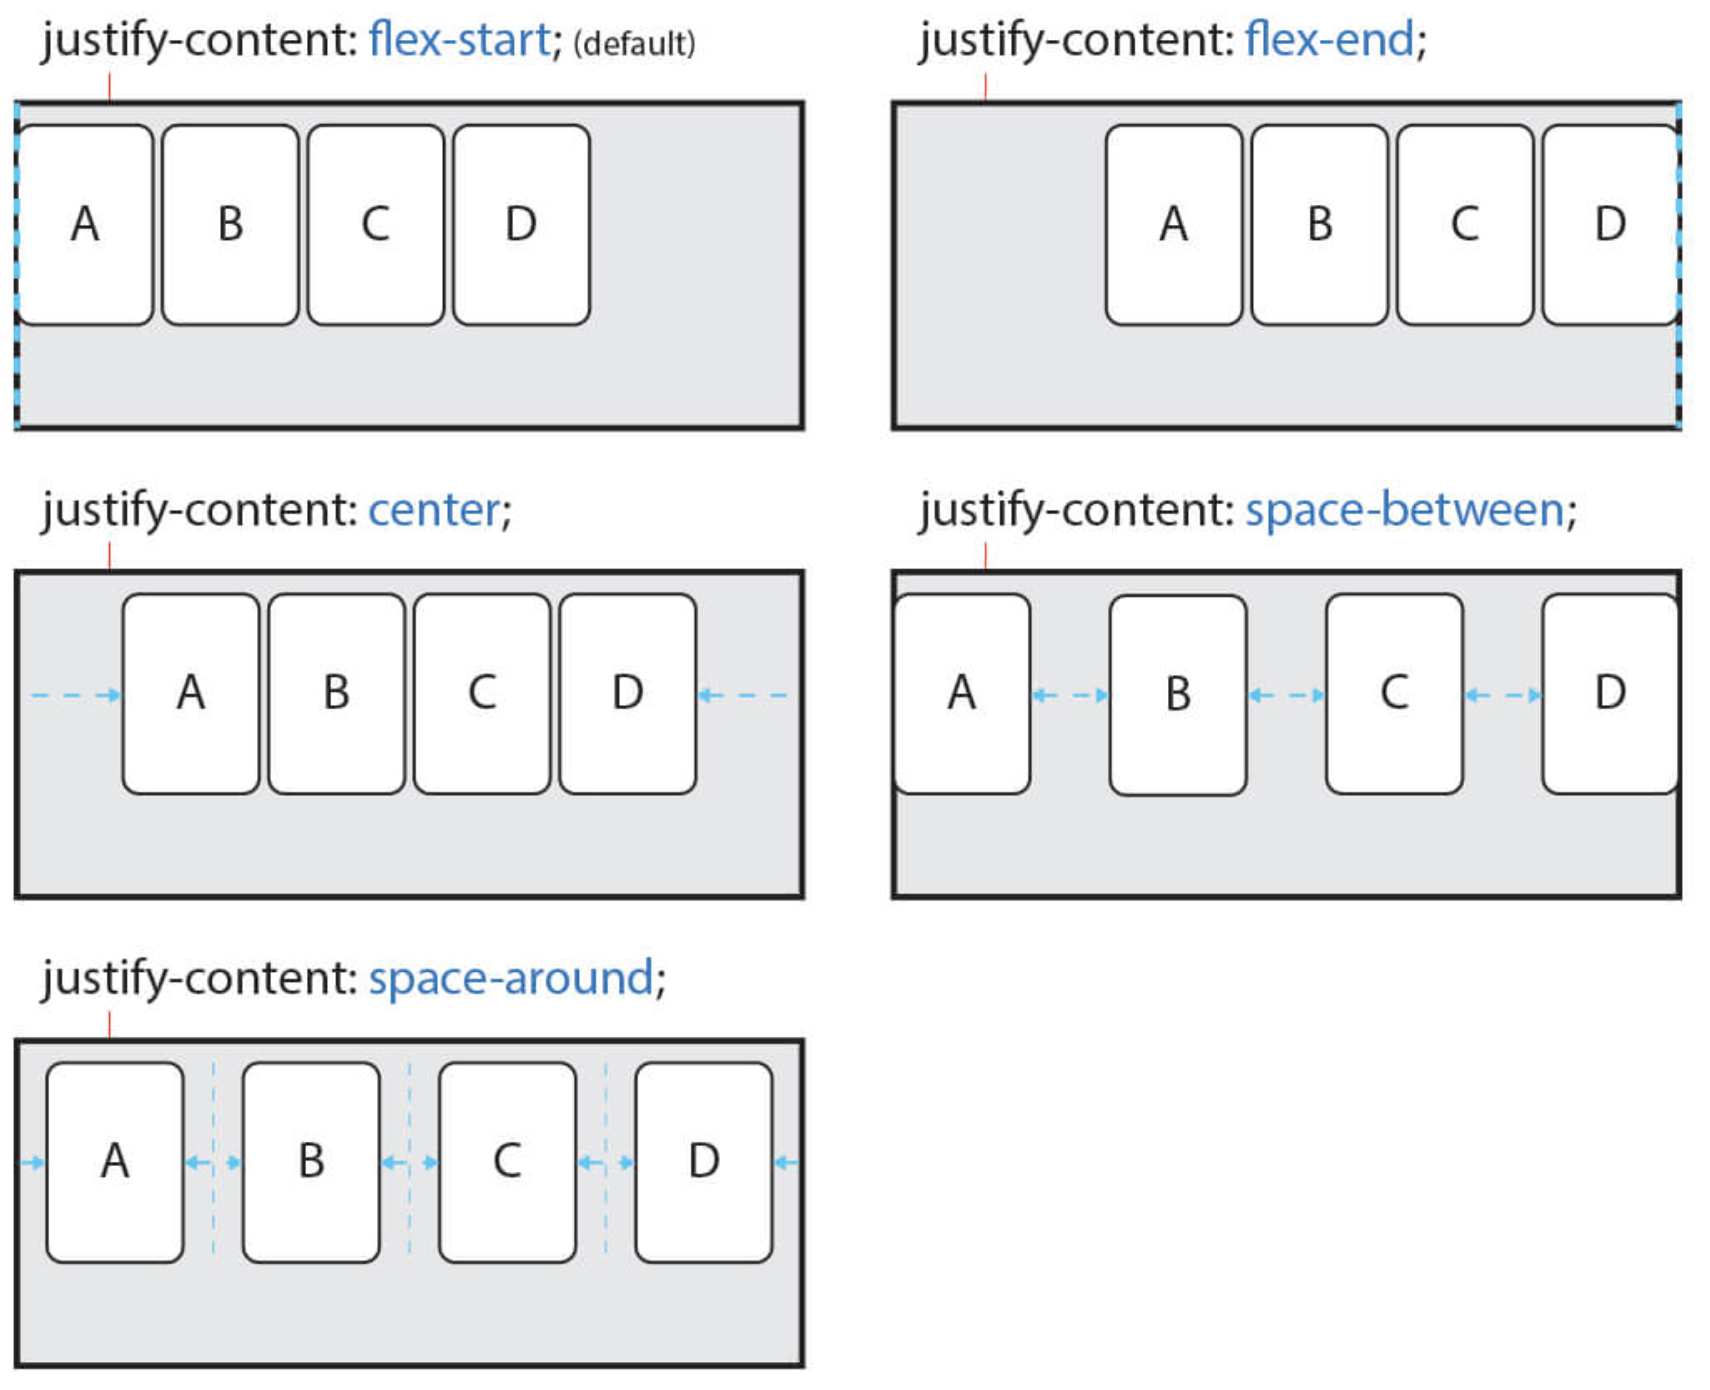 justify-content: flex-start; (default)
A B C D
justify-content: flex-end;
A B C D
justify-content: center;
A B C D
justify-content: space-between;
A B C D
justify-content: space-around;
A B C D